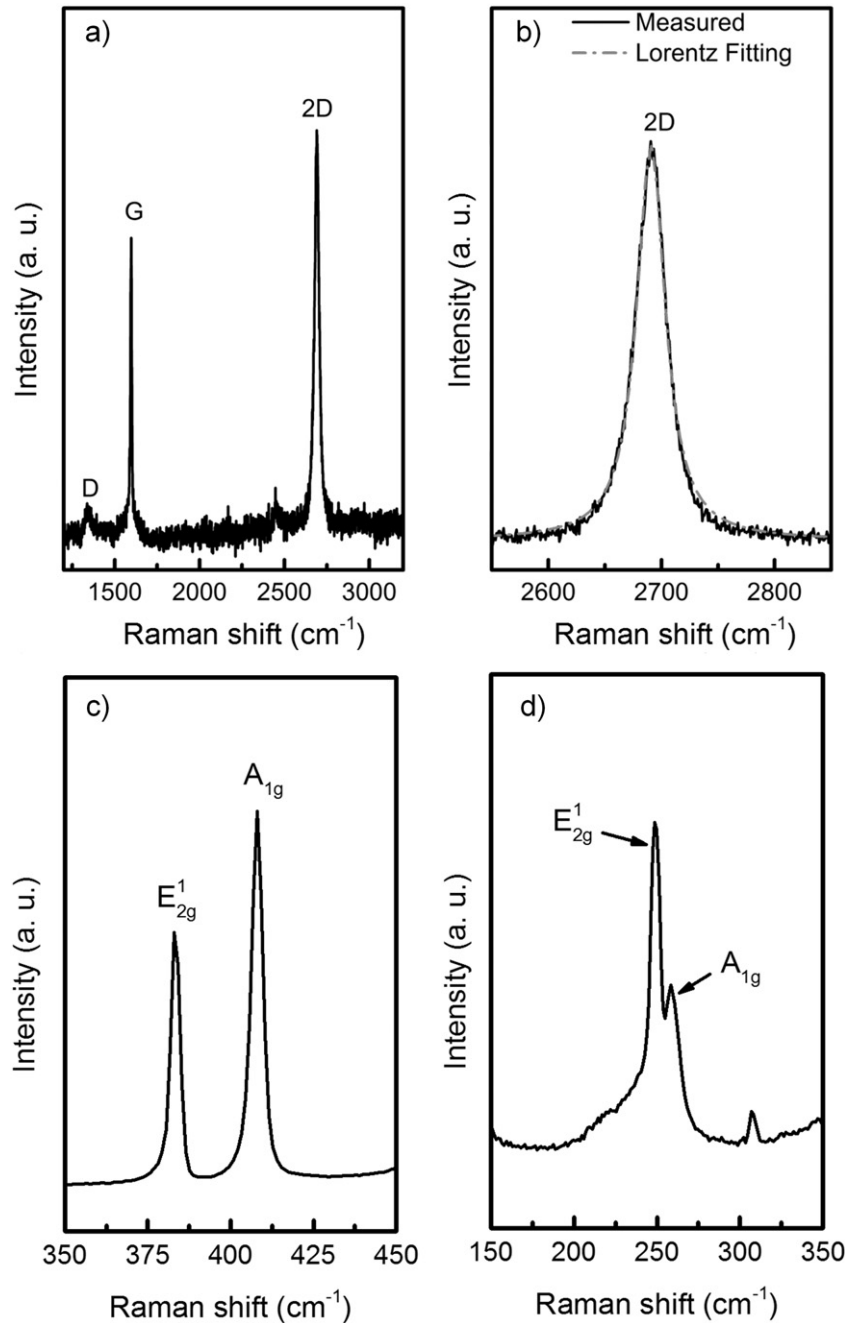 a)
2D
G
D
Intensity (a. u.)
1500 2000 2500 3000
Raman shift (cm⁻¹)
b)
Measured
Lorentz Fitting
2D
Intensity (a. u.)
2600 2700 2800
Raman shift (cm⁻¹)
c)
A₁g
E¹₂g
Intensity (a. u.)
350 375 400 425 450
Raman shift (cm⁻¹)
d)
E¹₂g
A₁g
Intensity (a. u.)
150 200 250 300 350
Raman shift (cm⁻¹)